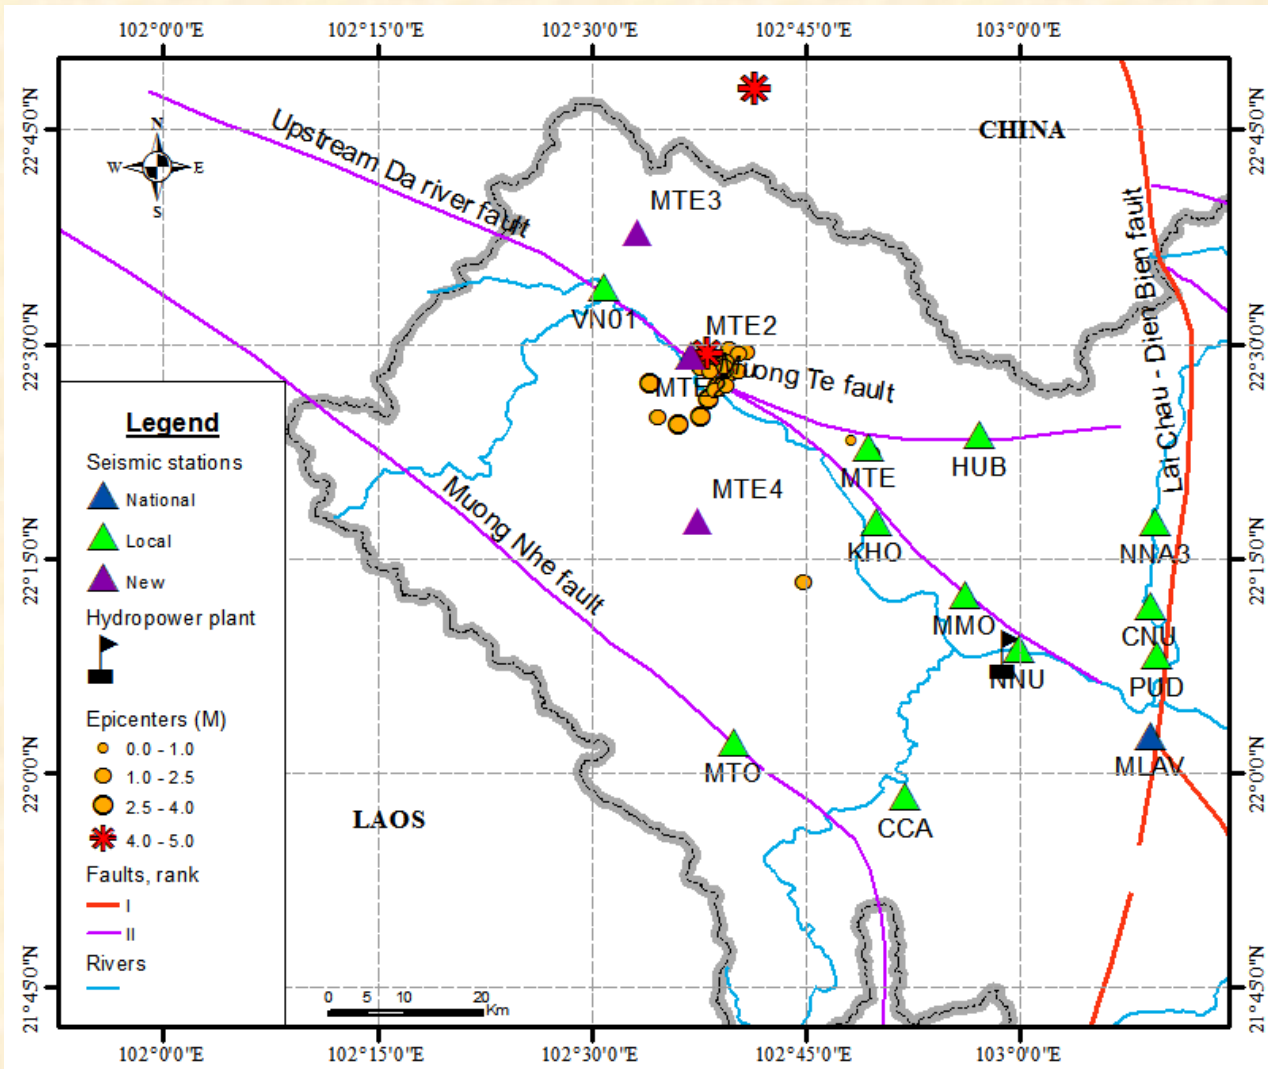 102°0'0"E 102°15'0"E 102°30'0"E 102°45'0"E 103°0'0"E
22°45'0"N
22°45'0"N
N
W E
S
CHINA
Upstream Da river fault
MTE3
VN01
MTE2
22°30'0"N
22°30'0"N
Muong Te fault
MTE
Lai Chau - Dien Bien fault
MTE
HUB
MTE4
Muong Nhe fault
KHO
NNA3
22°15'0"N
22°15'0"N
MMO
CNU
NNU
PUD
MTO
MLAV
22°0'0"N
22°0'0"N
CCA
LAOS
21°45'0"N
21°45'0"N
Legend
Seismic stations
National
Local
New
Hydropower plant
Epicenters (M)
0.0 - 1.0
1.0 - 2.5
2.5 - 4.0
4.0 - 5.0
Faults, rank
I
II
Rivers
0 5 10 20
Km
102°0'0"E 102°15'0"E 102°30'0"E 102°45'0"E 103°0'0"E